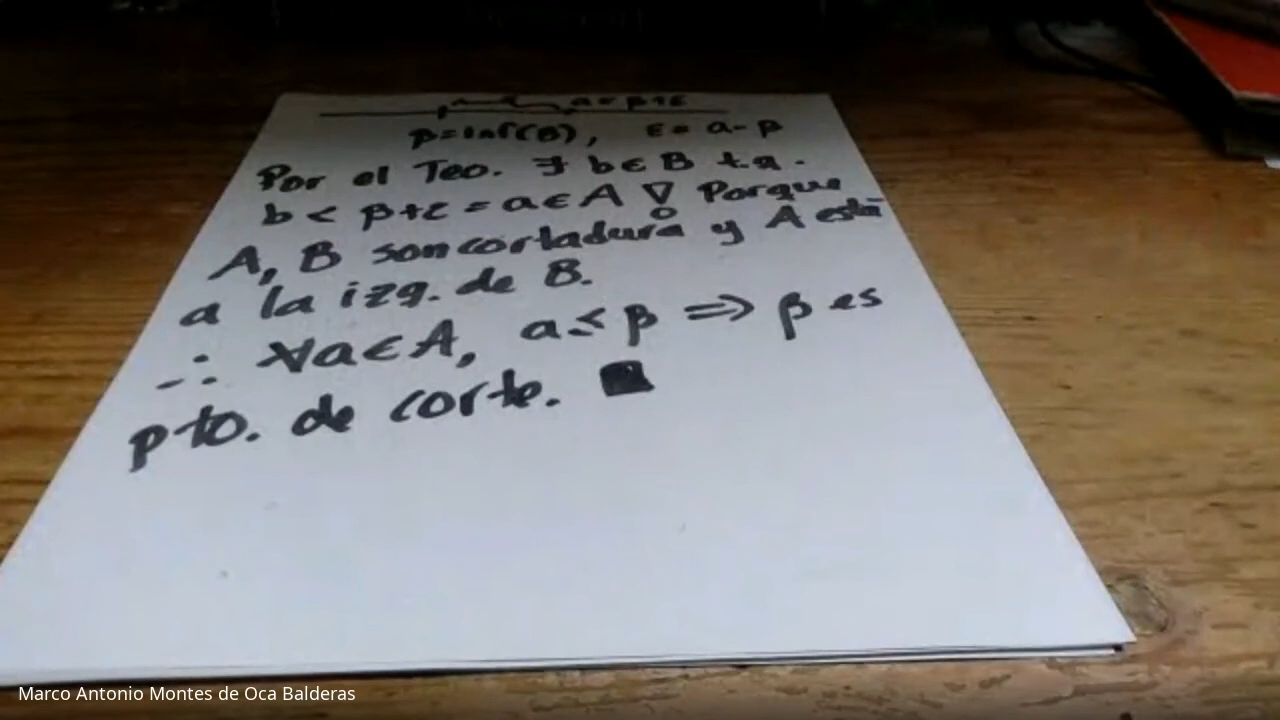 a = β+ε
β=inf(B), ε= a-β
Por el Teo. ∃ b∈B t.q.
b < β+ε = a∈A ∇ Porque
A, B son cortadura y A está
a la izq. de B.
∴ ∀a∈A, a≤β ⇒ β es
pto. de corte. ■
Marco Antonio Montes de Oca Balderas